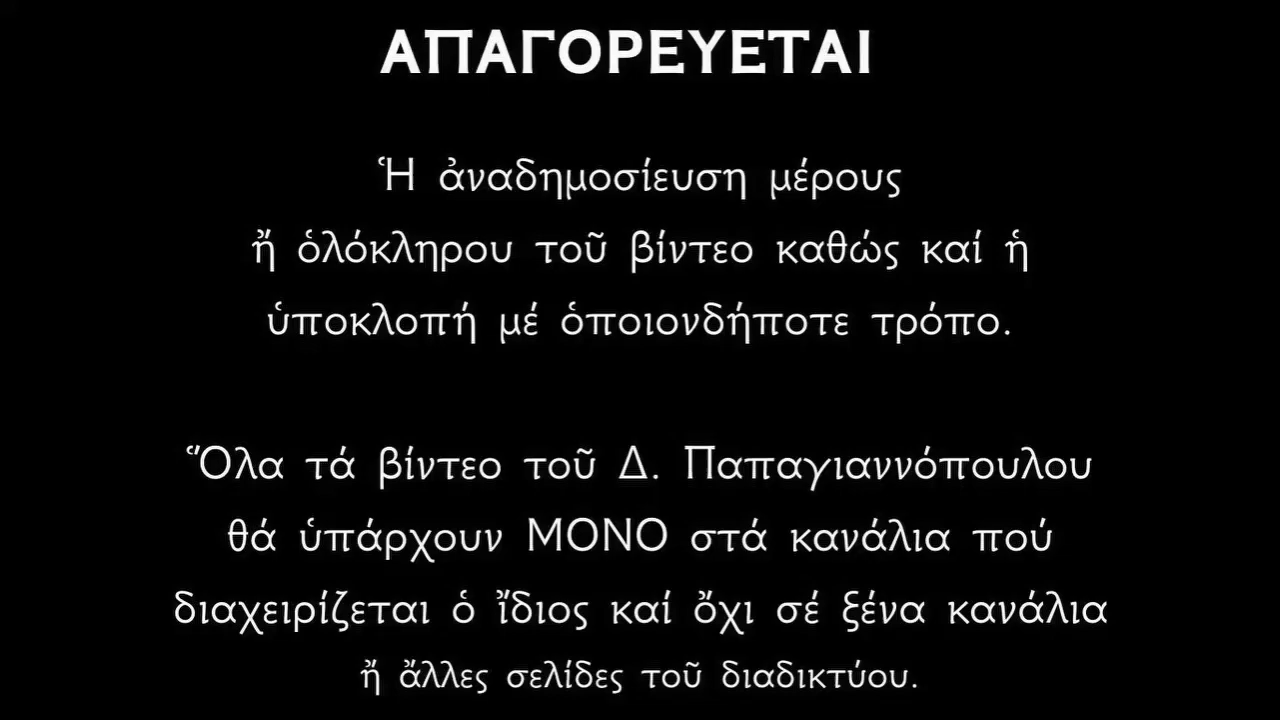 ΑΠΑΓΟΡΕΥΕΤΑΙ
Ἡ ἀναδημοσίευση μέρους
ἤ ὁλόκληρου τοῦ βίντεο καθώς καί ἡ
ὑποκλοπή μέ ὁποιονδήποτε τρόπο.
Ὅλα τά βίντεο τοῦ Δ. Παπαγιαννόπουλου
θά ὑπάρχουν ΜΟΝΟ στά κανάλια πού
διαχειρίζεται ὁ ἴδιος καί ὄχι σέ ξένα κανάλια
ἤ ἄλλες σελίδες τοῦ διαδικτύου.